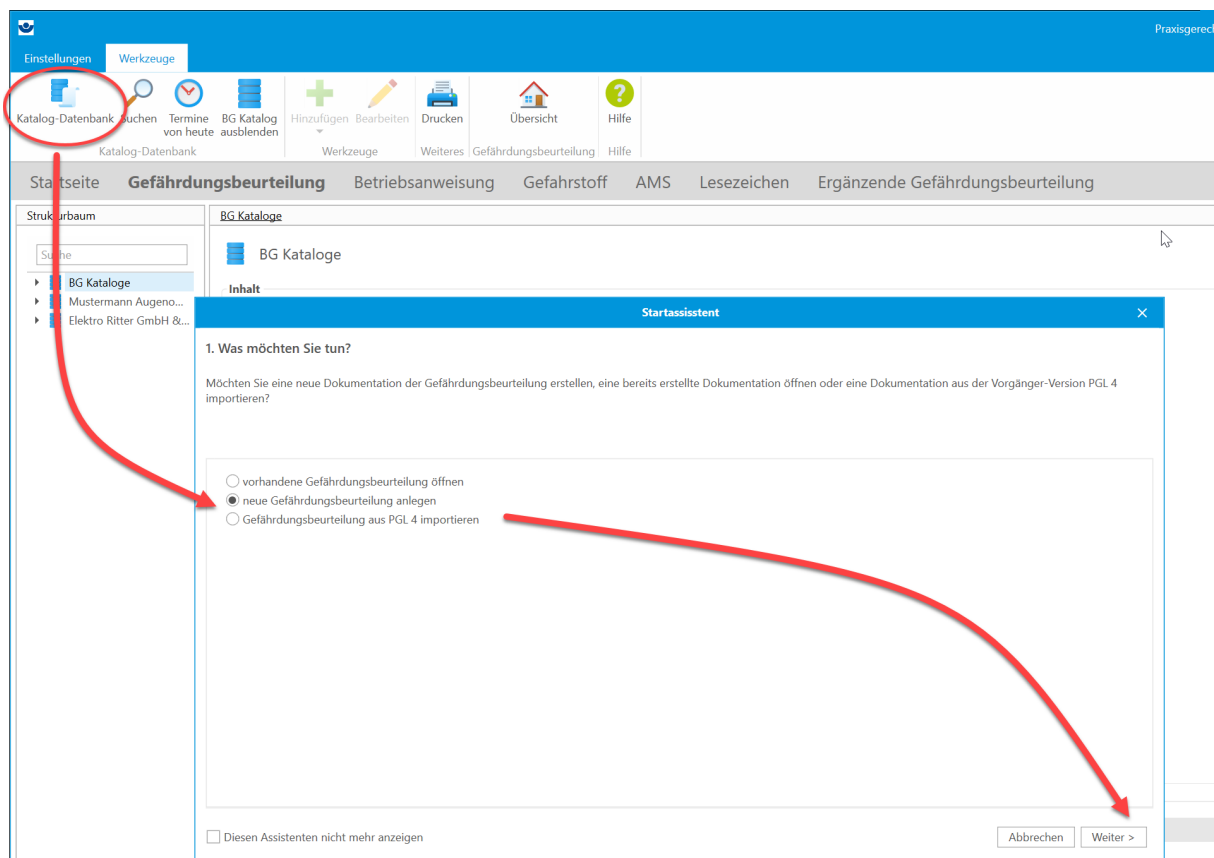 Praxisgerecl
Einstellungen Werkzeuge
Katalog-Datenbank Suchen Termine von heute BG Katalog ausblenden Hinzufügen Bearbeiten Drucken Übersicht Hilfe
Katalog-Datenbank Werkzeuge Weiteres Gefährdungsbeurteilung Hilfe
Startseite Gefährdungsbeurteilung Betriebsanweisung Gefahrstoff AMS Lesezeichen Ergänzende Gefährdungsbeurteilung
Strukturbaum BG Kataloge
Suche BG Kataloge
BG Kataloge Inhalt
Mustermann Augeno...
Elektro Ritter GmbH &...
Startassisstent
1. Was möchten Sie tun?
Möchten Sie eine neue Dokumentation der Gefährdungsbeurteilung erstellen, eine bereits erstellte Dokumentation öffnen oder eine Dokumentation aus der Vorgänger-Version PGL 4
importieren?
vorhandene Gefährdungsbeurteilung öffnen
neue Gefährdungsbeurteilung anlegen
Gefährdungsbeurteilung aus PGL 4 importieren
Diesen Assistenten nicht mehr anzeigen Abbrechen Weiter >